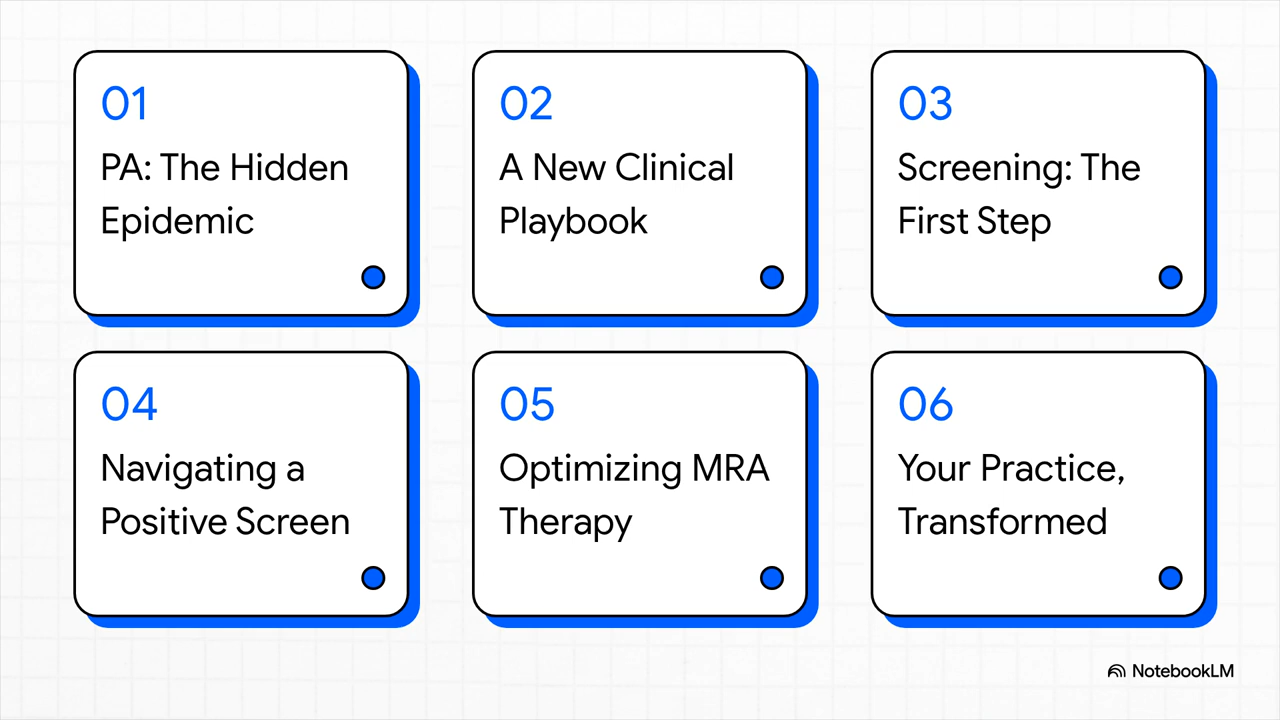 01
PA: The Hidden
Epidemic
02
A New Clinical
Playbook
03
Screening: The
First Step
04
Navigating a
Positive Screen
05
Optimizing MRA
Therapy
06
Your Practice,
Transformed
NotebookLM